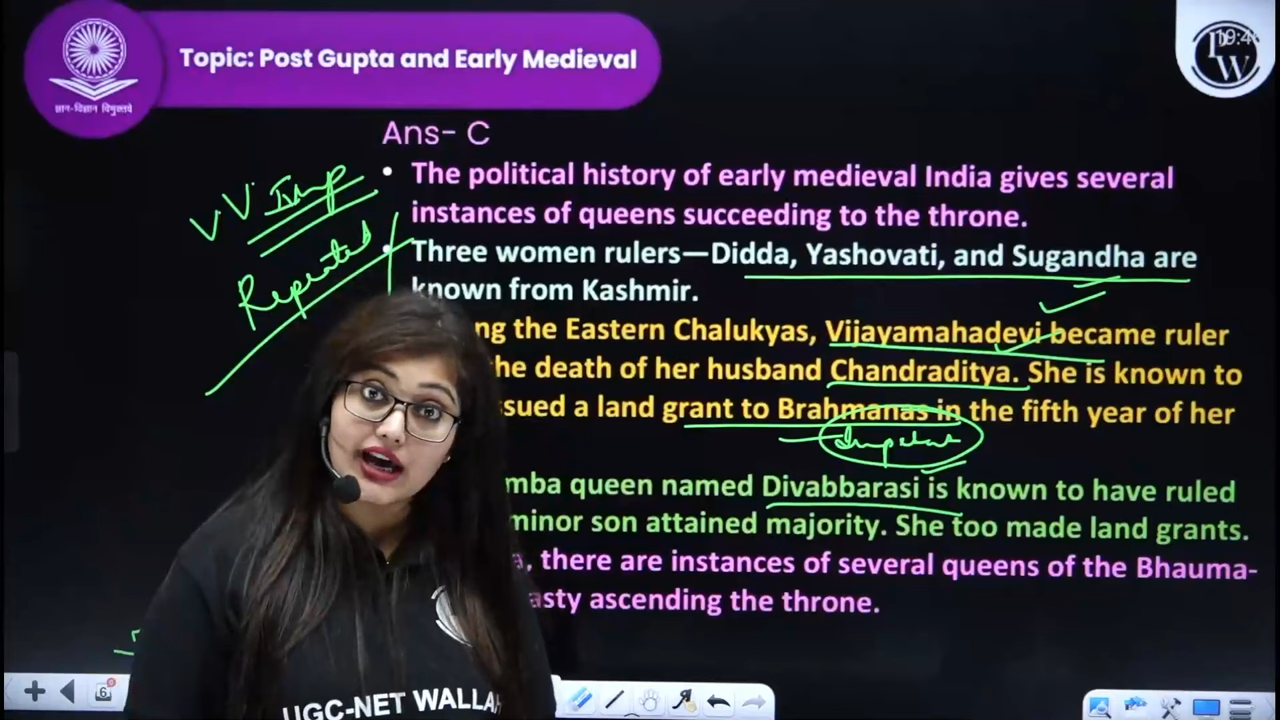 Topic: Post Gupta and Early Medieval
19:4
W
ज्ञान-विज्ञान विमुक्तये
Ans- C
V V Imp
Repeated
• The political history of early medieval India gives several
instances of queens succeeding to the throne.
Three women rulers—Didda, Yashovati, and Sugandha are
known from Kashmir.
ng the Eastern Chalukyas, Vijayamahadevi became ruler
he death of her husband Chandraditya. She is known to
sued a land grant to Brahmanas in the fifth year of her
mba queen named Divabbarasi is known to have ruled
minor son attained majority. She too made land grants.
a, there are instances of several queens of the Bhauma-
asty ascending the throne.
UGC-NET WALLAH